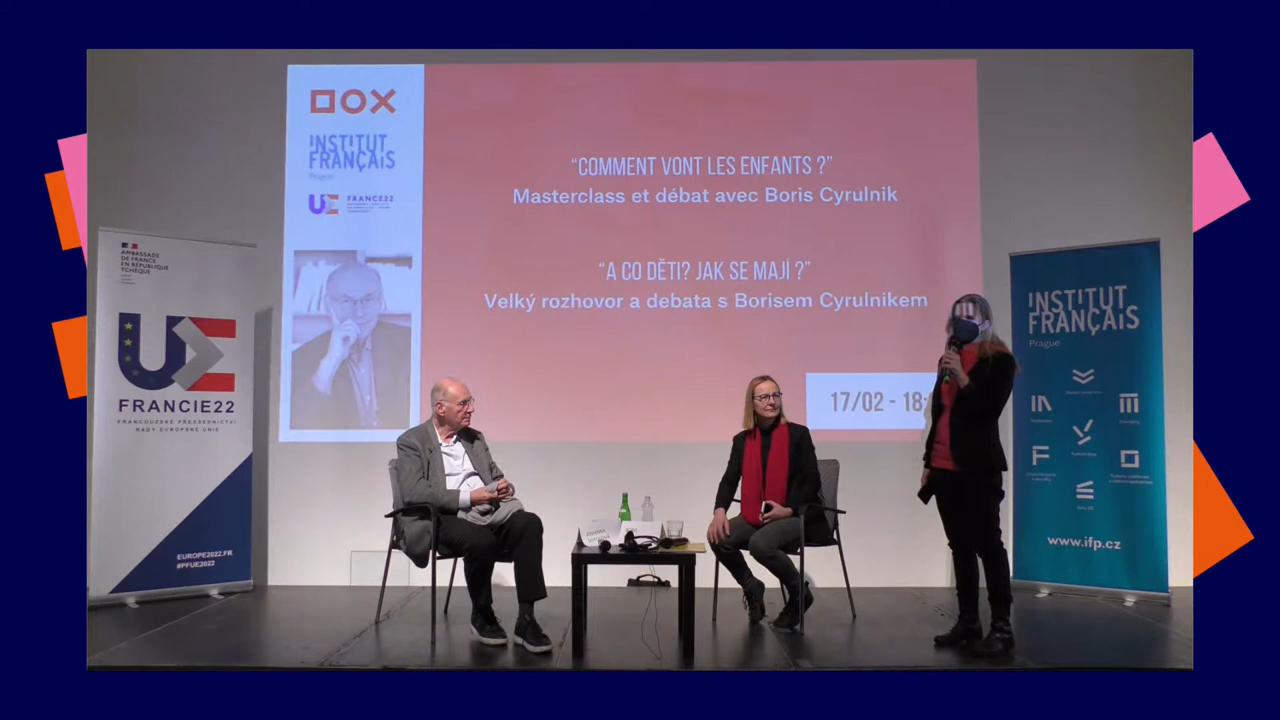 DOX
INSTITUT
FRANÇAIS
Prague
UE FRANCE22
“COMMENT VONT LES ENFANTS ?”
Masterclass et débat avec Boris Cyrulnik
“A CO DĚTI? JAK SE MAJÍ ?”
Velký rozhovor a debata s Borisem Cyrulnikem
17/02 - 18:
AMBASSADE
DE FRANCE
EN RÉPUBLIQUE
TCHÈQUE
UE
FRANCIE22
FRANCOUZSKÉ PŘEDSEDNICTVÍ
RADY EVROPSKÉ UNIE
EUROPE2022.FR
#PFUE2022
INSTITUT
FRANÇAIS
Prague
www.ifp.cz